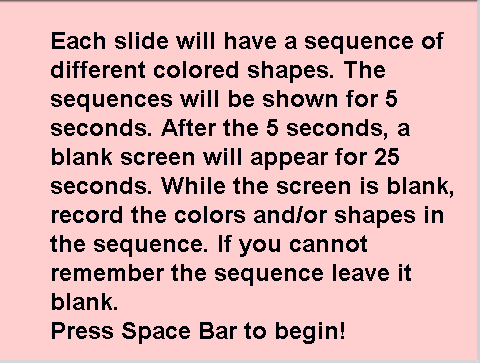 Each slide will have a sequence of
different colored shapes. The
sequences will be shown for 5
seconds. After the 5 seconds, a
blank screen will appear for 25
seconds. While the screen is blank,
record the colors and/or shapes in
the sequence. If you cannot
remember the sequence leave it
blank.
Press Space Bar to begin!